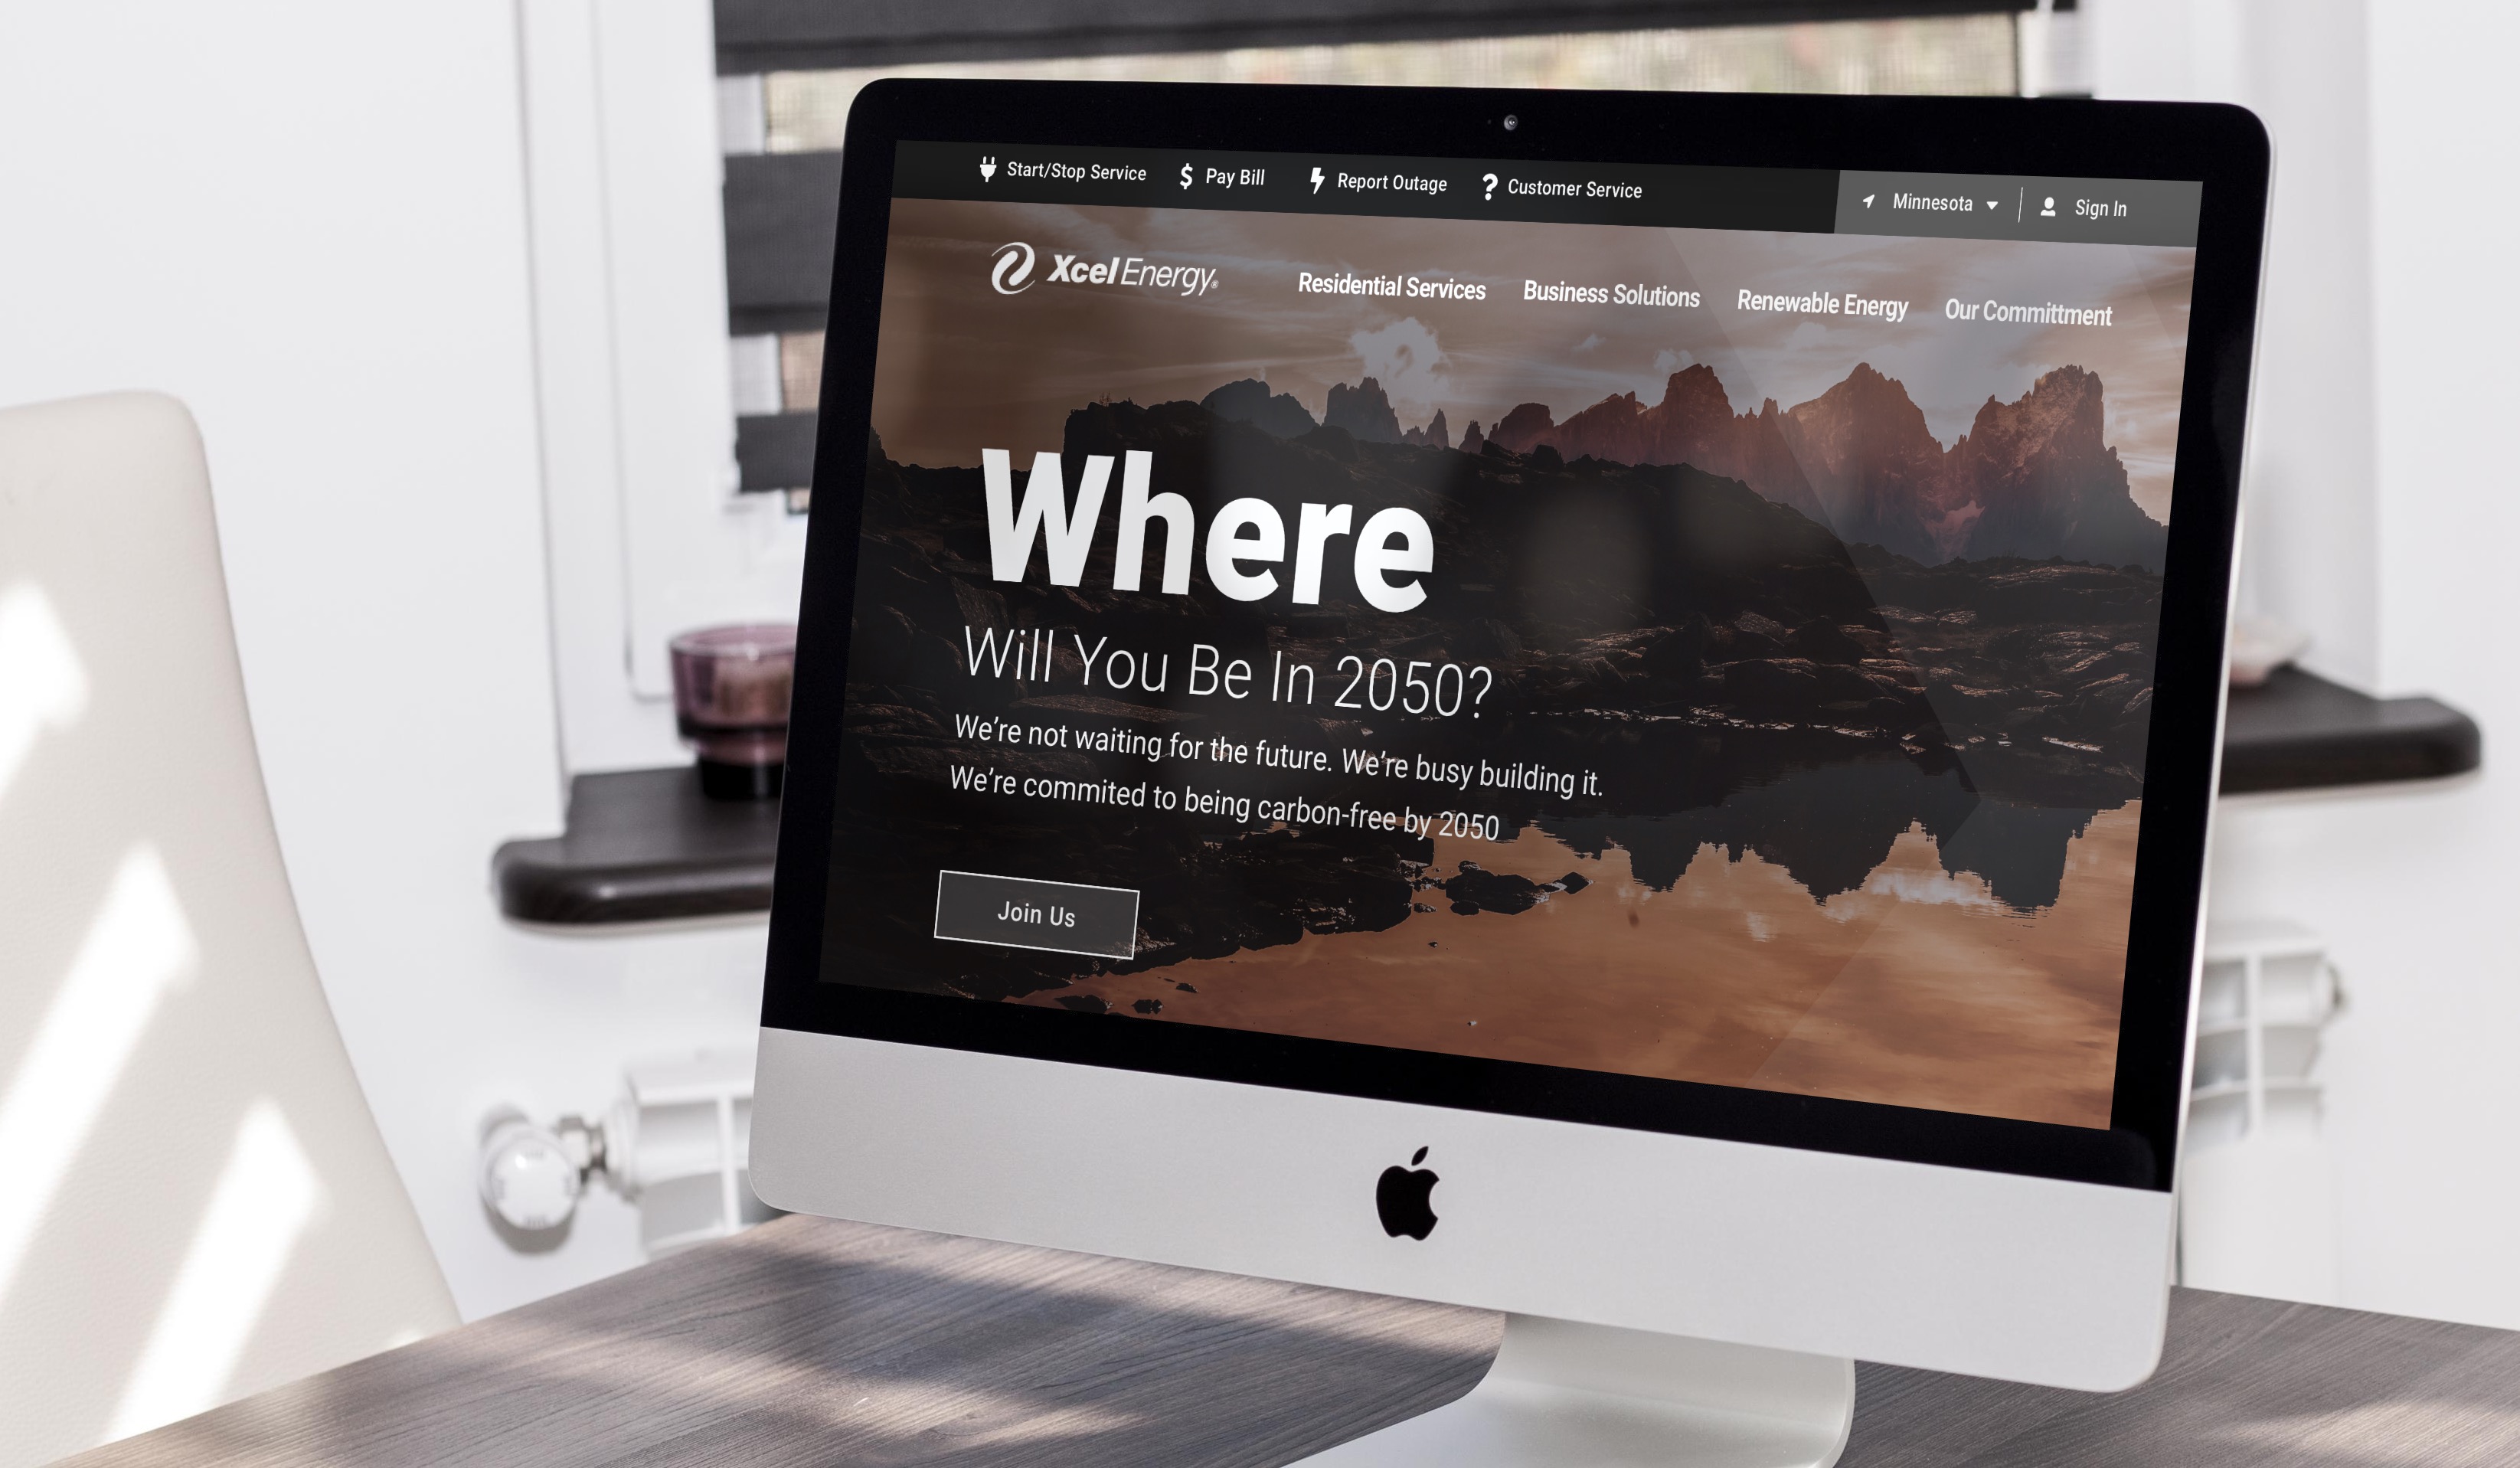 Start/Stop Service
Pay Bill
Report Outage
Customer Service
Minnesota
Sign In
Xcel Energy®
Residential Services
Business Solutions
Renewable Energy
Our Committment
Where
Will You Be In 2050?
We’re not waiting for the future. We’re busy building it.
We’re commited to being carbon-free by 2050
Join Us